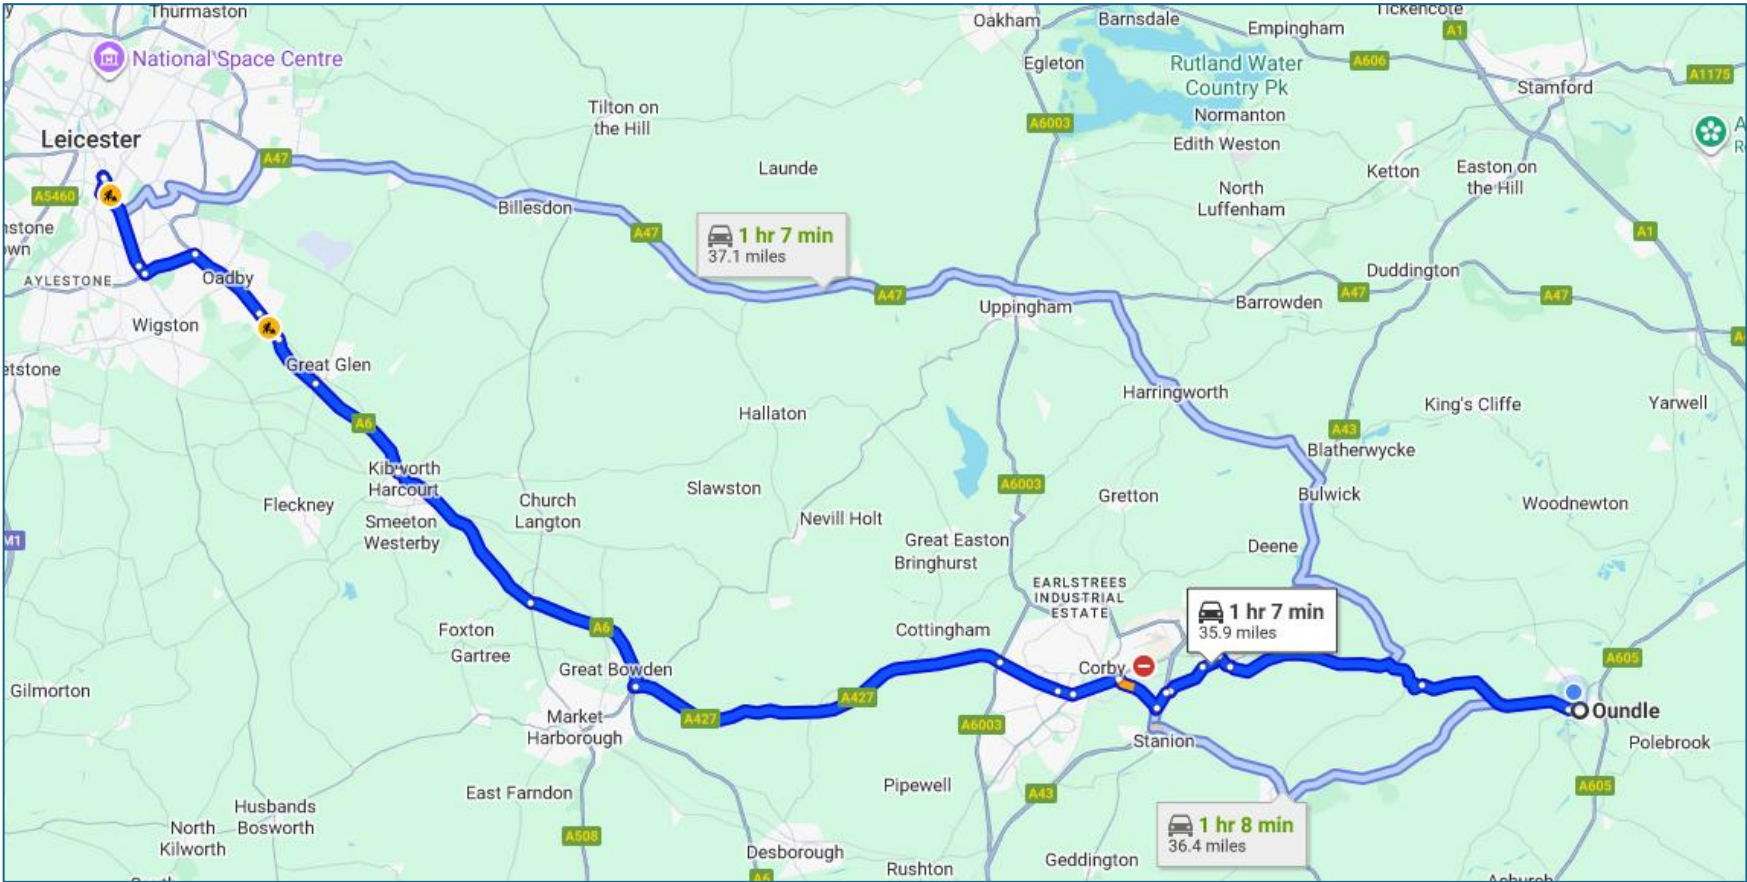 Thurmaston
Oakham
Barnsdale
Tickencote
Empingham
A1
National Space Centre
Egleton
Rutland Water
Country Pk
A606
A1175
Stamford
Tilton on
the Hill
Normanton
A6003
Leicester
Edith Weston
A47
Launde
Ketton
Easton on
the Hill
A5460
North
Luffenham
Billesdon
A47
1 hr 7 min
37.1 miles
A1
AYLESTONE
Oadby
Duddington
A47
Uppingham
Barrowden
A47
A47
Wigston
Great Glen
Harringworth
King's Cliffe
Yarwell
Hallaton
A6
A43
Blatherwycke
Kibworth
Harcourt
Slawston
A6003
Gretton
Bulwick
Fleckney
Church
Langton
Woodnewton
Smeeton
Westerby
Nevill Holt
M1
Great Easton
Bringhurst
Deene
EARLSTREES
INDUSTRIAL
ESTATE
1 hr 7 min
35.9 miles
A6
Foxton
Cottingham
Gartree
A605
Great Bowden
Corby
Gilmorton
A427
A427
Oundle
Market
Harborough
A6003
Stanion
Polebrook
Pipewell
A605
East Farndon
A43
Husbands
Bosworth
1 hr 8 min
36.4 miles
North
Kilworth
A508
Desborough
Geddington
Rushton
A6